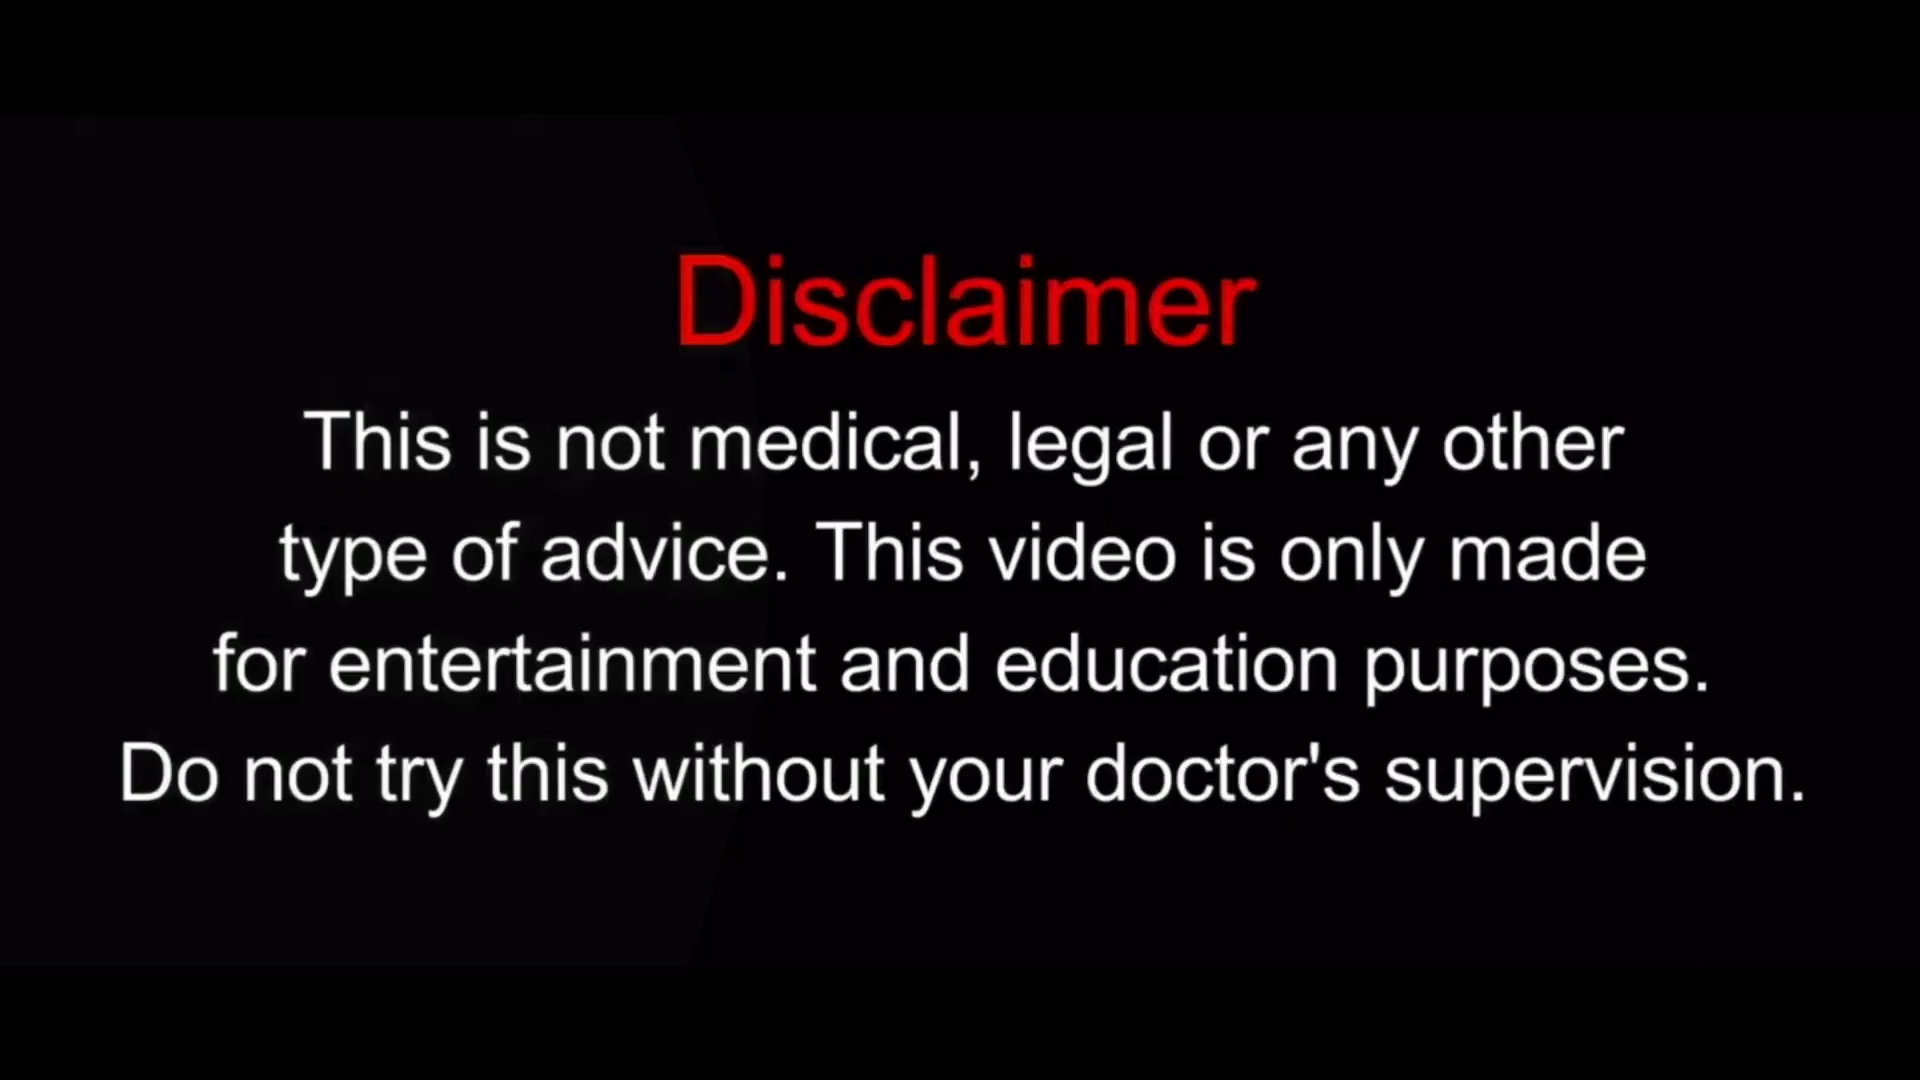 Disclaimer
This is not medical, legal or any other
type of advice. This video is only made
for entertainment and education purposes.
Do not try this without your doctor's supervision.